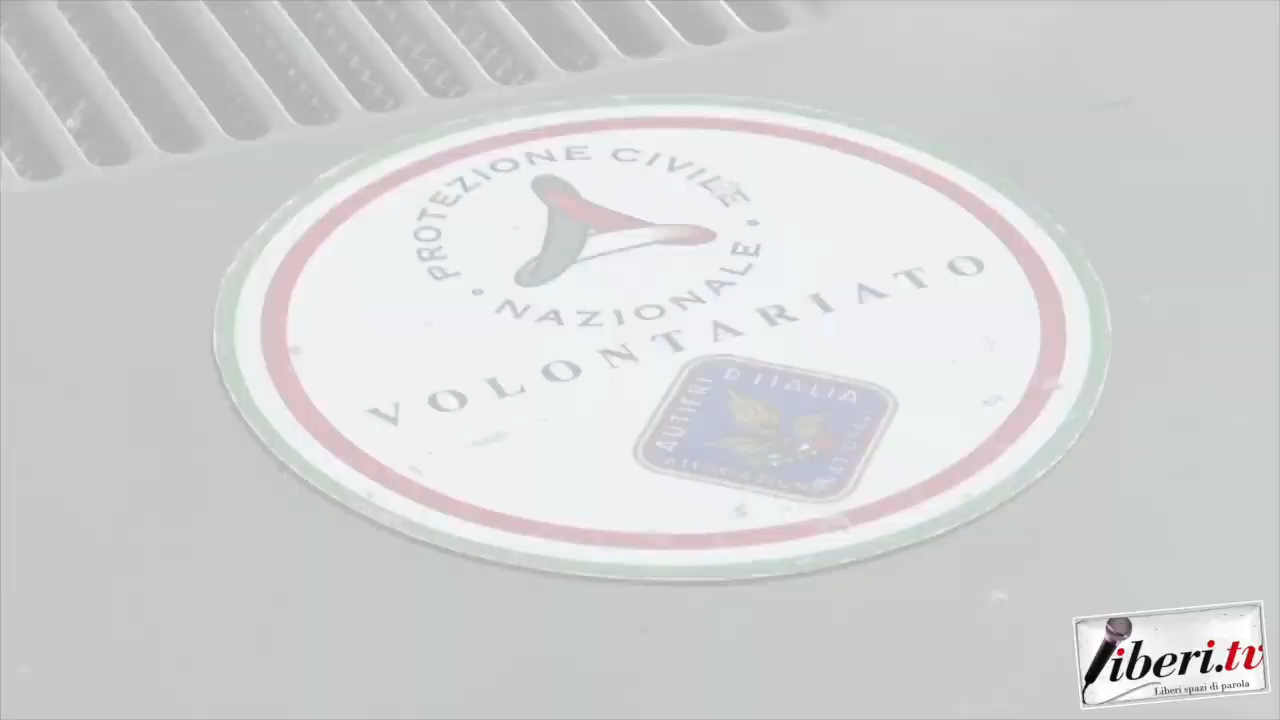 PROTEZIONE CIVILE
NAZIONALE
VOLONTARIATO
AUTIERI D'ITALIA
liberi.tv
Liberi spazi di parola